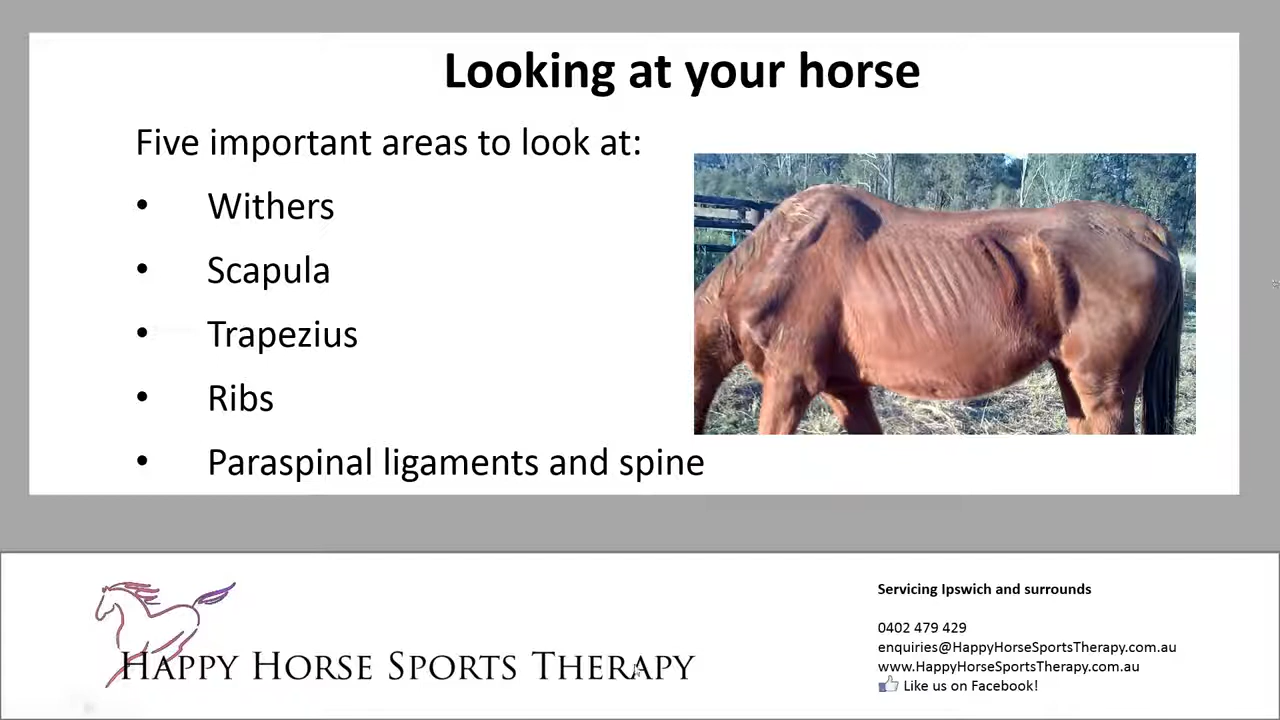 Looking at your horse
Five important areas to look at:
• Withers
• Scapula
• Trapezius
• Ribs
• Paraspinal ligaments and spine
HAPPY HORSE SPORTS THERAPY
Servicing Ipswich and surrounds
0402 479 429
enquiries@HappyHorseSportsTherapy.com.au
www.HappyHorseSportsTherapy.com.au
Like us on Facebook!